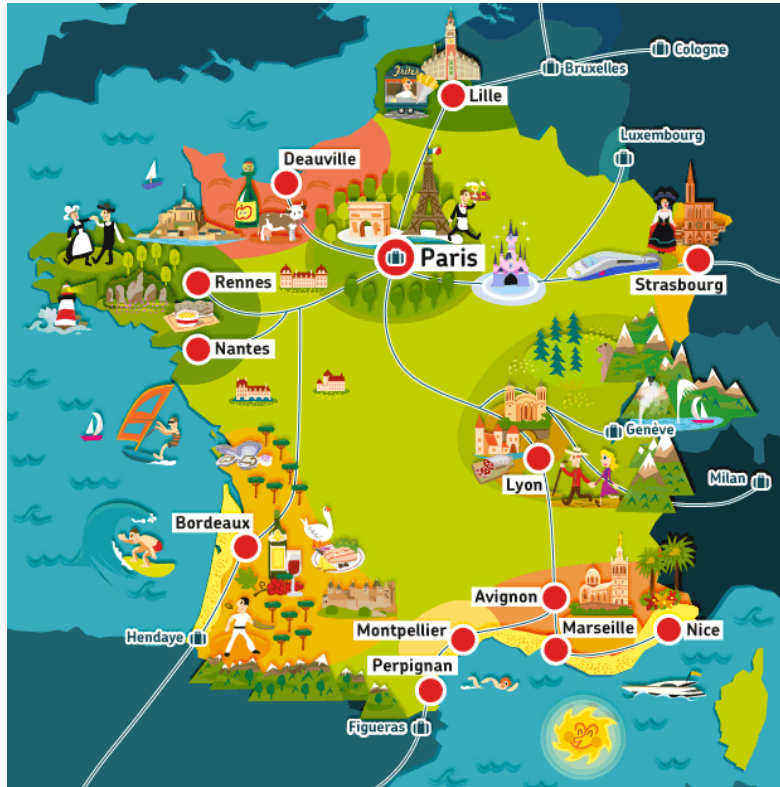 Frites
Cologne
Bruxelles
Lille
Luxembourg
Deauville
Paris
Rennes
Strasbourg
Nantes
Genève
Lyon
Milan
Bordeaux
Avignon
Hendaye
Montpellier
Marseille
Nice
Perpignan
Figueras